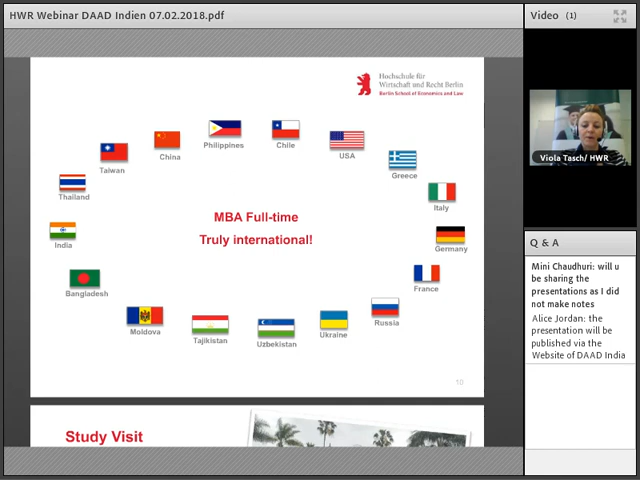 HWR Webinar DAAD Indien 07.02.2018.pdf
Video (1)
Hochschule für
Wirtschaft und Recht Berlin
Berlin School of Economics and Law
Philippines
Chile
China
USA
Taiwan
Greece
Thailand
Italy
MBA Full-time
Truly international!
India
Germany
Bangladesh
France
Moldova
Tajikistan
Uzbekistan
Ukraine
Russia
10
Study Visit
Viola Tasch/ HWR
Q & A
Mini Chaudhuri: will u
be sharing the
presentations as I did
not make notes
Alice Jordan: the
presentation will be
published via the
Website of DAAD India